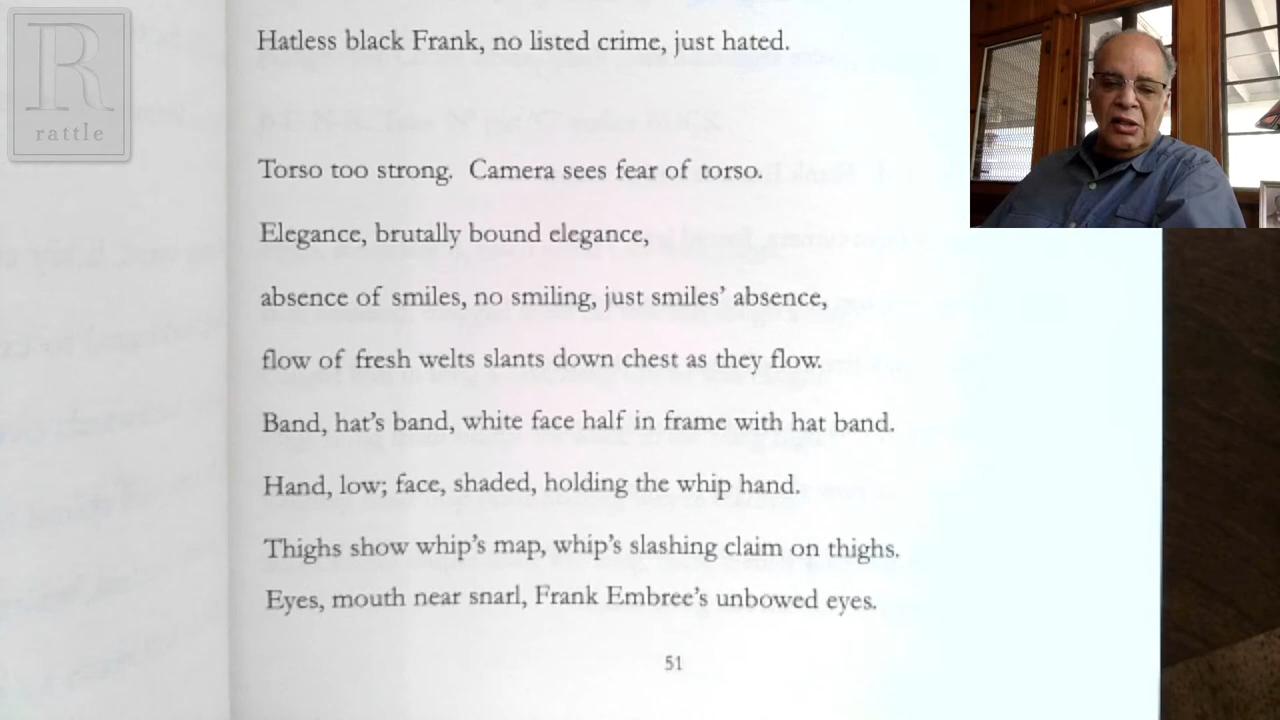 R
rattle
Hatless black Frank, no listed crime, just hated.
Torso too strong. Camera sees fear of torso.
Elegance, brutally bound elegance,
absence of smiles, no smiling, just smiles' absence,
flow of fresh welts slants down chest as they flow.
Band, hat's band, white face half in frame with hat band.
Hand, low; face, shaded, holding the whip hand.
Thighs show whip's map, whip's slashing claim on thighs.
Eyes, mouth near snarl, Frank Embree's unbowed eyes.
51